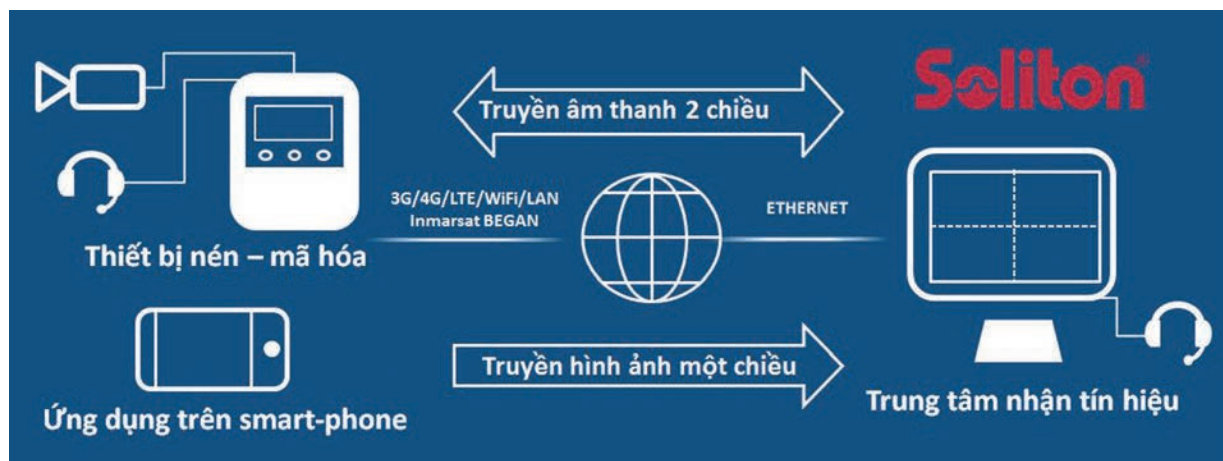 Soliton®
Truyền âm thanh 2 chiều
3G/4G/LTE/WiFi/LAN
Inmarsat BEGAN
ETHERNET
Thiết bị nén – mã hóa
Truyền hình ảnh một chiều
Ứng dụng trên smart-phone
Trung tâm nhận tín hiệu